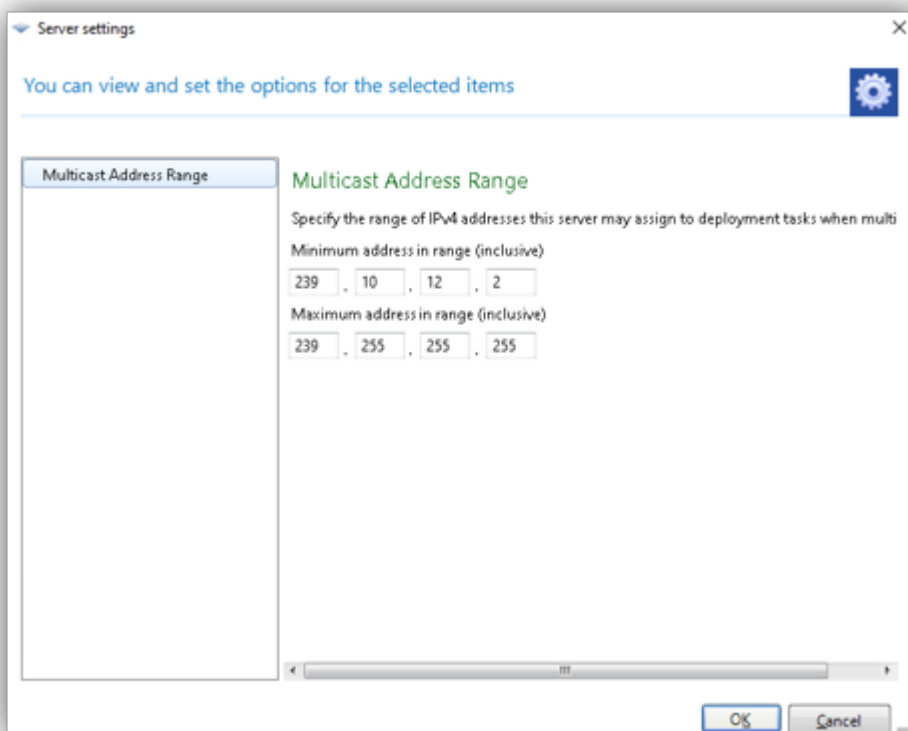 Server settings
You can view and set the options for the selected items
Multicast Address Range
Multicast Address Range
Specify the range of IPv4 addresses this server may assign to deployment tasks when multi
Minimum address in range (inclusive)
239 . 10 . 12 . 2
Maximum address in range (inclusive)
239 . 255 . 255 . 255
OK Cancel